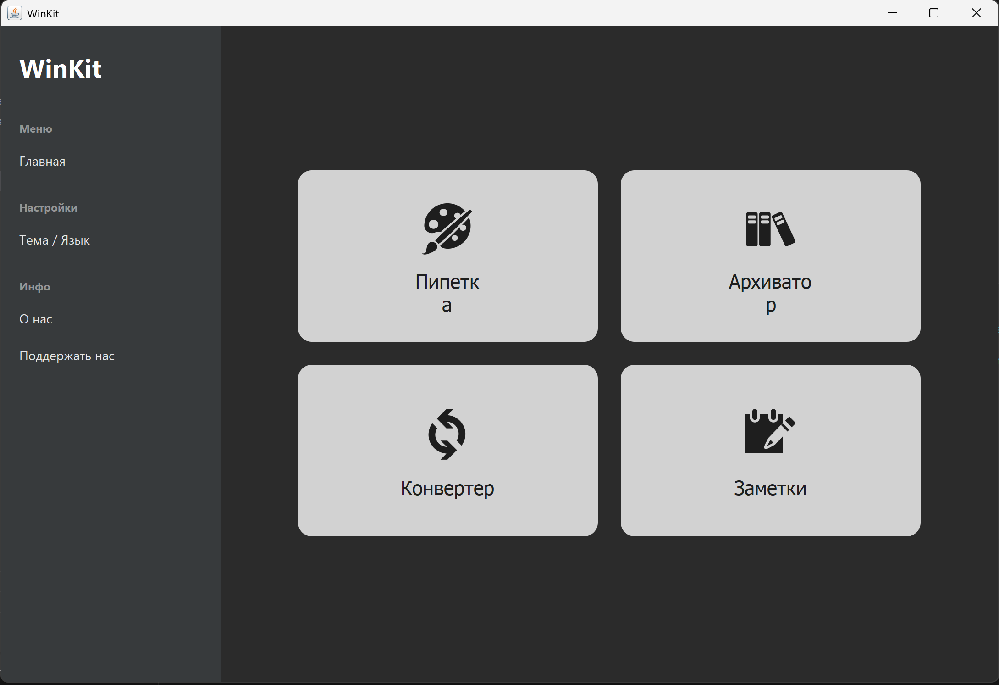 WinKit
WinKit
Меню
Главная
Настройки
Тема / Язык
Инфо
О нас
Поддержать нас
Пипетк
а
Архивато
р
Конвертер
Заметки